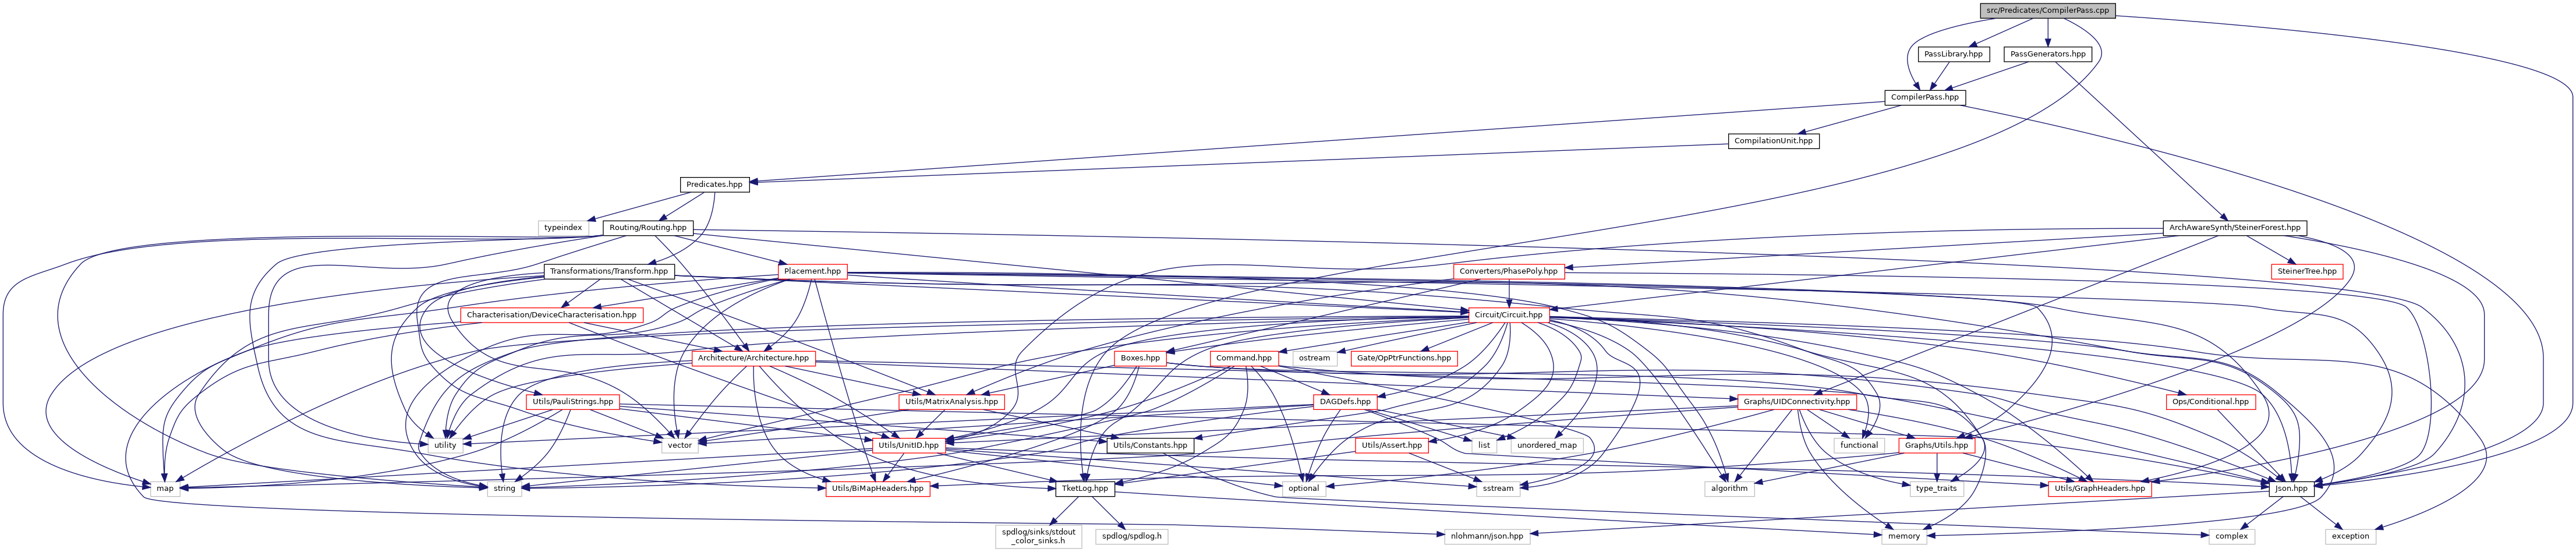 src/Predicates/CompilerPass.cpp
PassLibrary.hpp
PassGenerators.hpp
CompilerPass.hpp
CompilationUnit.hpp
Predicates.hpp
typeindex
Routing/Routing.hpp
ArchAwareSynth/SteinerForest.hpp
Transformations/Transform.hpp
Placement.hpp
Converters/PhasePoly.hpp
SteinerTree.hpp
Characterisation/DeviceCharacterisation.hpp
Circuit/Circuit.hpp
Architecture/Architecture.hpp
Boxes.hpp
Command.hpp
ostream
Gate/OpPtrFunctions.hpp
Utils/PauliStrings.hpp
Utils/MatrixAnalysis.hpp
DAGDefs.hpp
Graphs/UIDConnectivity.hpp
Ops/Conditional.hpp
utility
vector
Utils/UnitID.hpp
Utils/Constants.hpp
Utils/Assert.hpp
list
unordered_map
functional
Graphs/Utils.hpp
map
string
Utils/BiMapHeaders.hpp
TketLog.hpp
optional
sstream
algorithm
type_traits
Utils/GraphHeaders.hpp
Json.hpp
spdlog/sinks/stdout
_color_sinks.h
spdlog/spdlog.h
nlohmann/json.hpp
memory
complex
exception